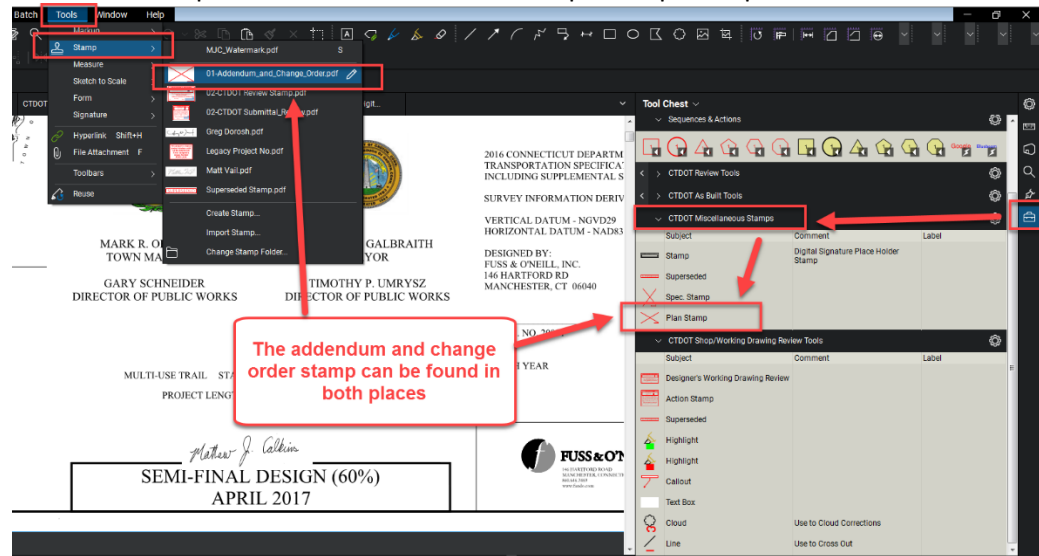 Batch Tools Window Help
Markup
Stamp
Measure
Sketch to Scale
Form
Signature
Hyperlink Shift+H
File Attachment F
Toolbars
Reuse
MJC_Watermark.pdf S
01-Addendum_and_Change_Order.pdf
02-CTDOT Review Stamp.pdf
02-CTDOT Submittal_Review.pdf
Greg Dorosh.pdf
Legacy Project No.pdf
Matt Vail.pdf
Superseded Stamp.pdf
Create Stamp...
Import Stamp...
Change Stamp Folder...
CTDOT
MARK R.
TOWN
GALBRAITH
GARY SCHNEIDER
DIRECTOR OF PUBLIC WORKS
TIMOTHY P. UMRYSZ
DIRECTOR OF PUBLIC WORKS
2016 CONNECTICUT DEPARTM
TRANSPORTATION SPECIFICA
INCLUDING SUPPLEMENTAL S
SURVEY INFORMATION DERIV
VERTICAL DATUM - NGVD29
HORIZONTAL DATUM - NAD83
DESIGNED BY:
FUSS & O'NEILL, INC.
146 HARTFORD RD
MANCHESTER, CT 06040
NO.
YEAR
The addendum and change
order stamp can be found in
both places
MULTI-USE TRAIL
PROJECT
Mathew J. Calkins
SEMI-FINAL DESIGN (60%)
APRIL 2017
FUSS & O'N
Tool Chest
Sequences & Actions
CTDOT Review Tools
CTDOT As Built Tools
CTDOT Miscellaneous Stamps
Subject Comment Label
Stamp Digital Signature Place Holder
Stamp
Superseded
Spec. Stamp
Plan Stamp
CTDOT Shop/Working Drawing Review Tools
Subject Comment Label
Designer's Working Drawing Review
Action Stamp
Superseded
Highlight
Highlight
Callout
Text Box
Cloud Use to Cloud Corrections
Line Use to Cross Out